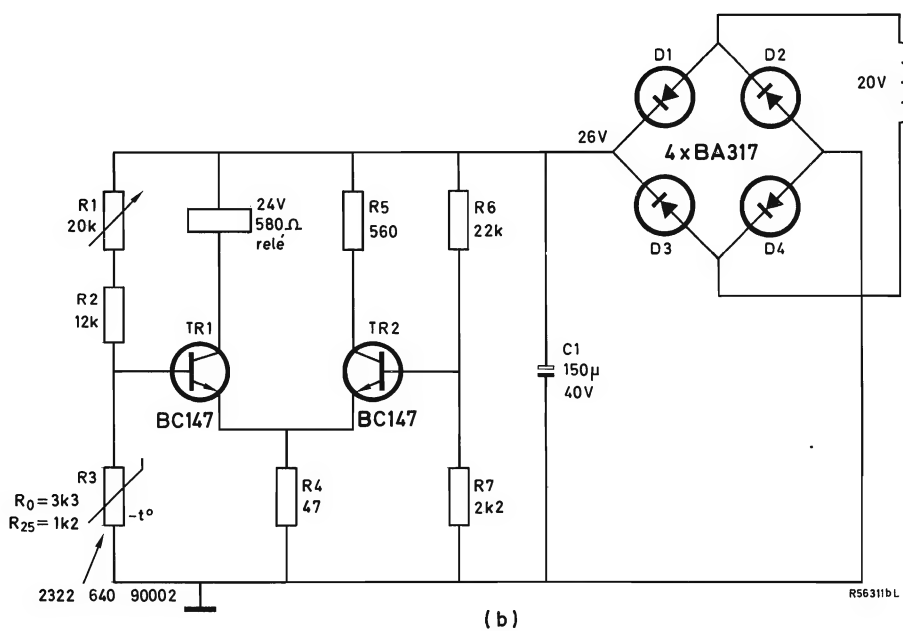 D1
D2
20V
26V
4xBA317
D3
D4
R1
20k
24V
580Ω
relé
R5
560
R6
22k
R2
12k
TR1
TR2
BC147
BC147
C1
150µ
40V
R3
R₀=3k3
R₂₅=1k2
-t°
R4
47
R7
2k2
2322 640 90002
R56311bL
(b)